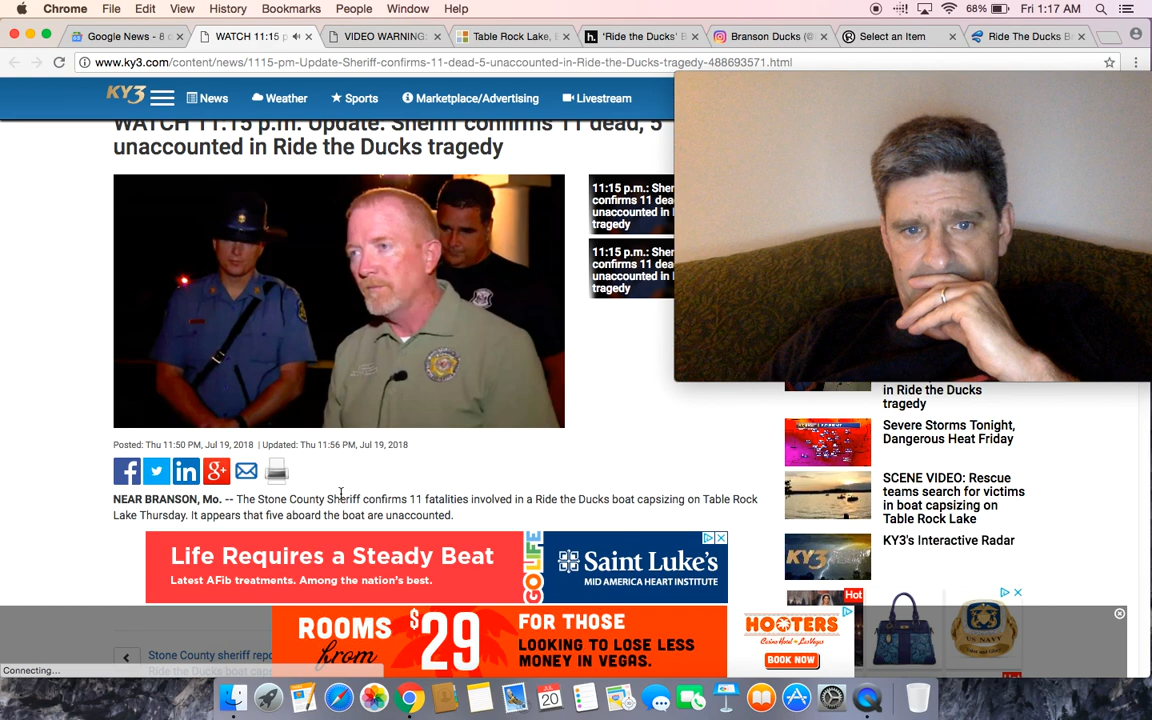 Chrome File Edit View History Bookmarks People Window Help 68% Fri 1:17 AM
Google News - 8 WATCH 11:15 p VIDEO WARNING: Table Rock Lake, 'Ride the Ducks' B Instagram Branson Ducks Select an Item Ride The Ducks B
www.ky3.com/content/news/1115-pm-Update-Sheriff-confirms-11-dead-5-unaccounted-in-Ride-the-Ducks-tragedy-488693571.html
KY3 News Weather Sports Marketplace/Advertising Livestream
WATCH 11:15 p.m. Update: Sheriff confirms 11 dead, 5
unaccounted in Ride the Ducks tragedy
11:15 p.m.: Sher
confirms 11 dea
unaccounted in
tragedy
11:15 p.m.: Sher
confirms 11 dea
unaccounted in
tragedy
in Ride the Ducks
tragedy
Severe Storms Tonight,
Dangerous Heat Friday
SCENE VIDEO: Rescue
teams search for victims
in boat capsizing on
Table Rock Lake
KY3's Interactive Radar
Posted: Thu 11:50 PM, Jul 19, 2018 | Updated: Thu 11:56 PM, Jul 19, 2018
NEAR BRANSON, Mo. -- The Stone County Sheriff confirms 11 fatalities involved in a Ride the Ducks boat capsizing on Table Rock
Lake Thursday. It appears that five aboard the boat are unaccounted.
Life Requires a Steady Beat
Latest AFib treatments. Among the nation's best.
GO LIFE
Saint Luke's
MID AMERICA HEART INSTITUTE
ROOMS from $29 FOR THOSE
LOOKING TO LOSE LESS
MONEY IN VEGAS.
HOOTERS
Casino Hotel Las Vegas
BOOK NOW
Hot
U.S. NAVY
Stone County sheriff repo
Connecting...
JUL
20